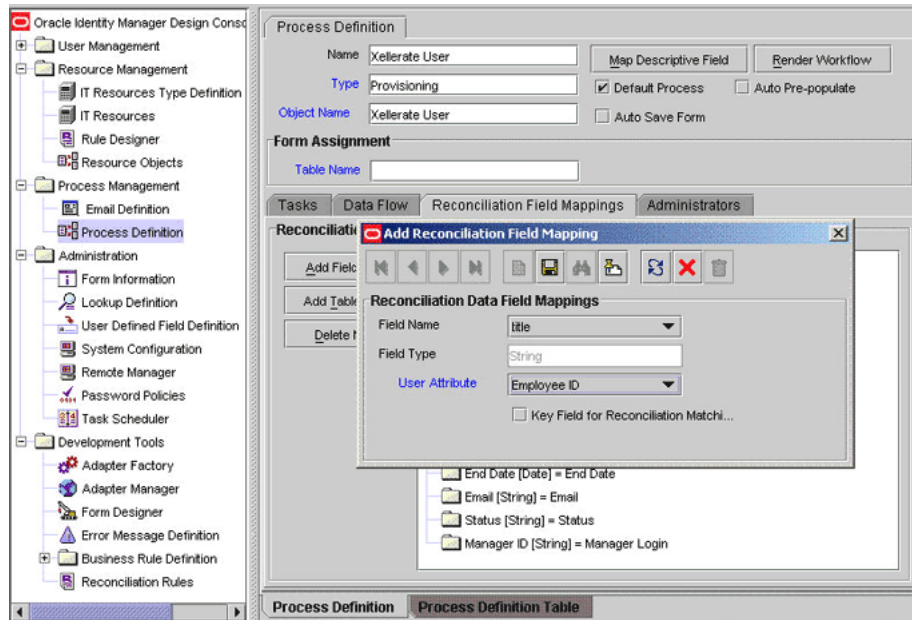 Oracle Identity Manager Design Conso
User Management
Resource Management
IT Resources Type Definition
IT Resources
Rule Designer
Resource Objects
Process Management
Email Definition
Process Definition
Administration
Form Information
Lookup Definition
User Defined Field Definition
System Configuration
Remote Manager
Password Policies
Task Scheduler
Development Tools
Adapter Factory
Adapter Manager
Form Designer
Error Message Definition
Business Rule Definition
Reconciliation Rules
Process Definition
Name Xellerate User
Map Descriptive Field Render Workflow
Type Provisioning
Default Process Auto Pre-populate
Object Name Xellerate User
Auto Save Form
Form Assignment
Table Name
Tasks Data Flow Reconciliation Field Mappings Administrators
Reconciliatio
Add Field
Add Table
Delete M
Add Reconciliation Field Mapping
Reconciliation Data Field Mappings
Field Name title
Field Type String
User Attribute Employee ID
Key Field for Reconciliation Matchi...
End Date [Date] = End Date
Email [String] = Email
Status [String] = Status
Manager ID [String] = Manager Login
Process Definition Process Definition Table